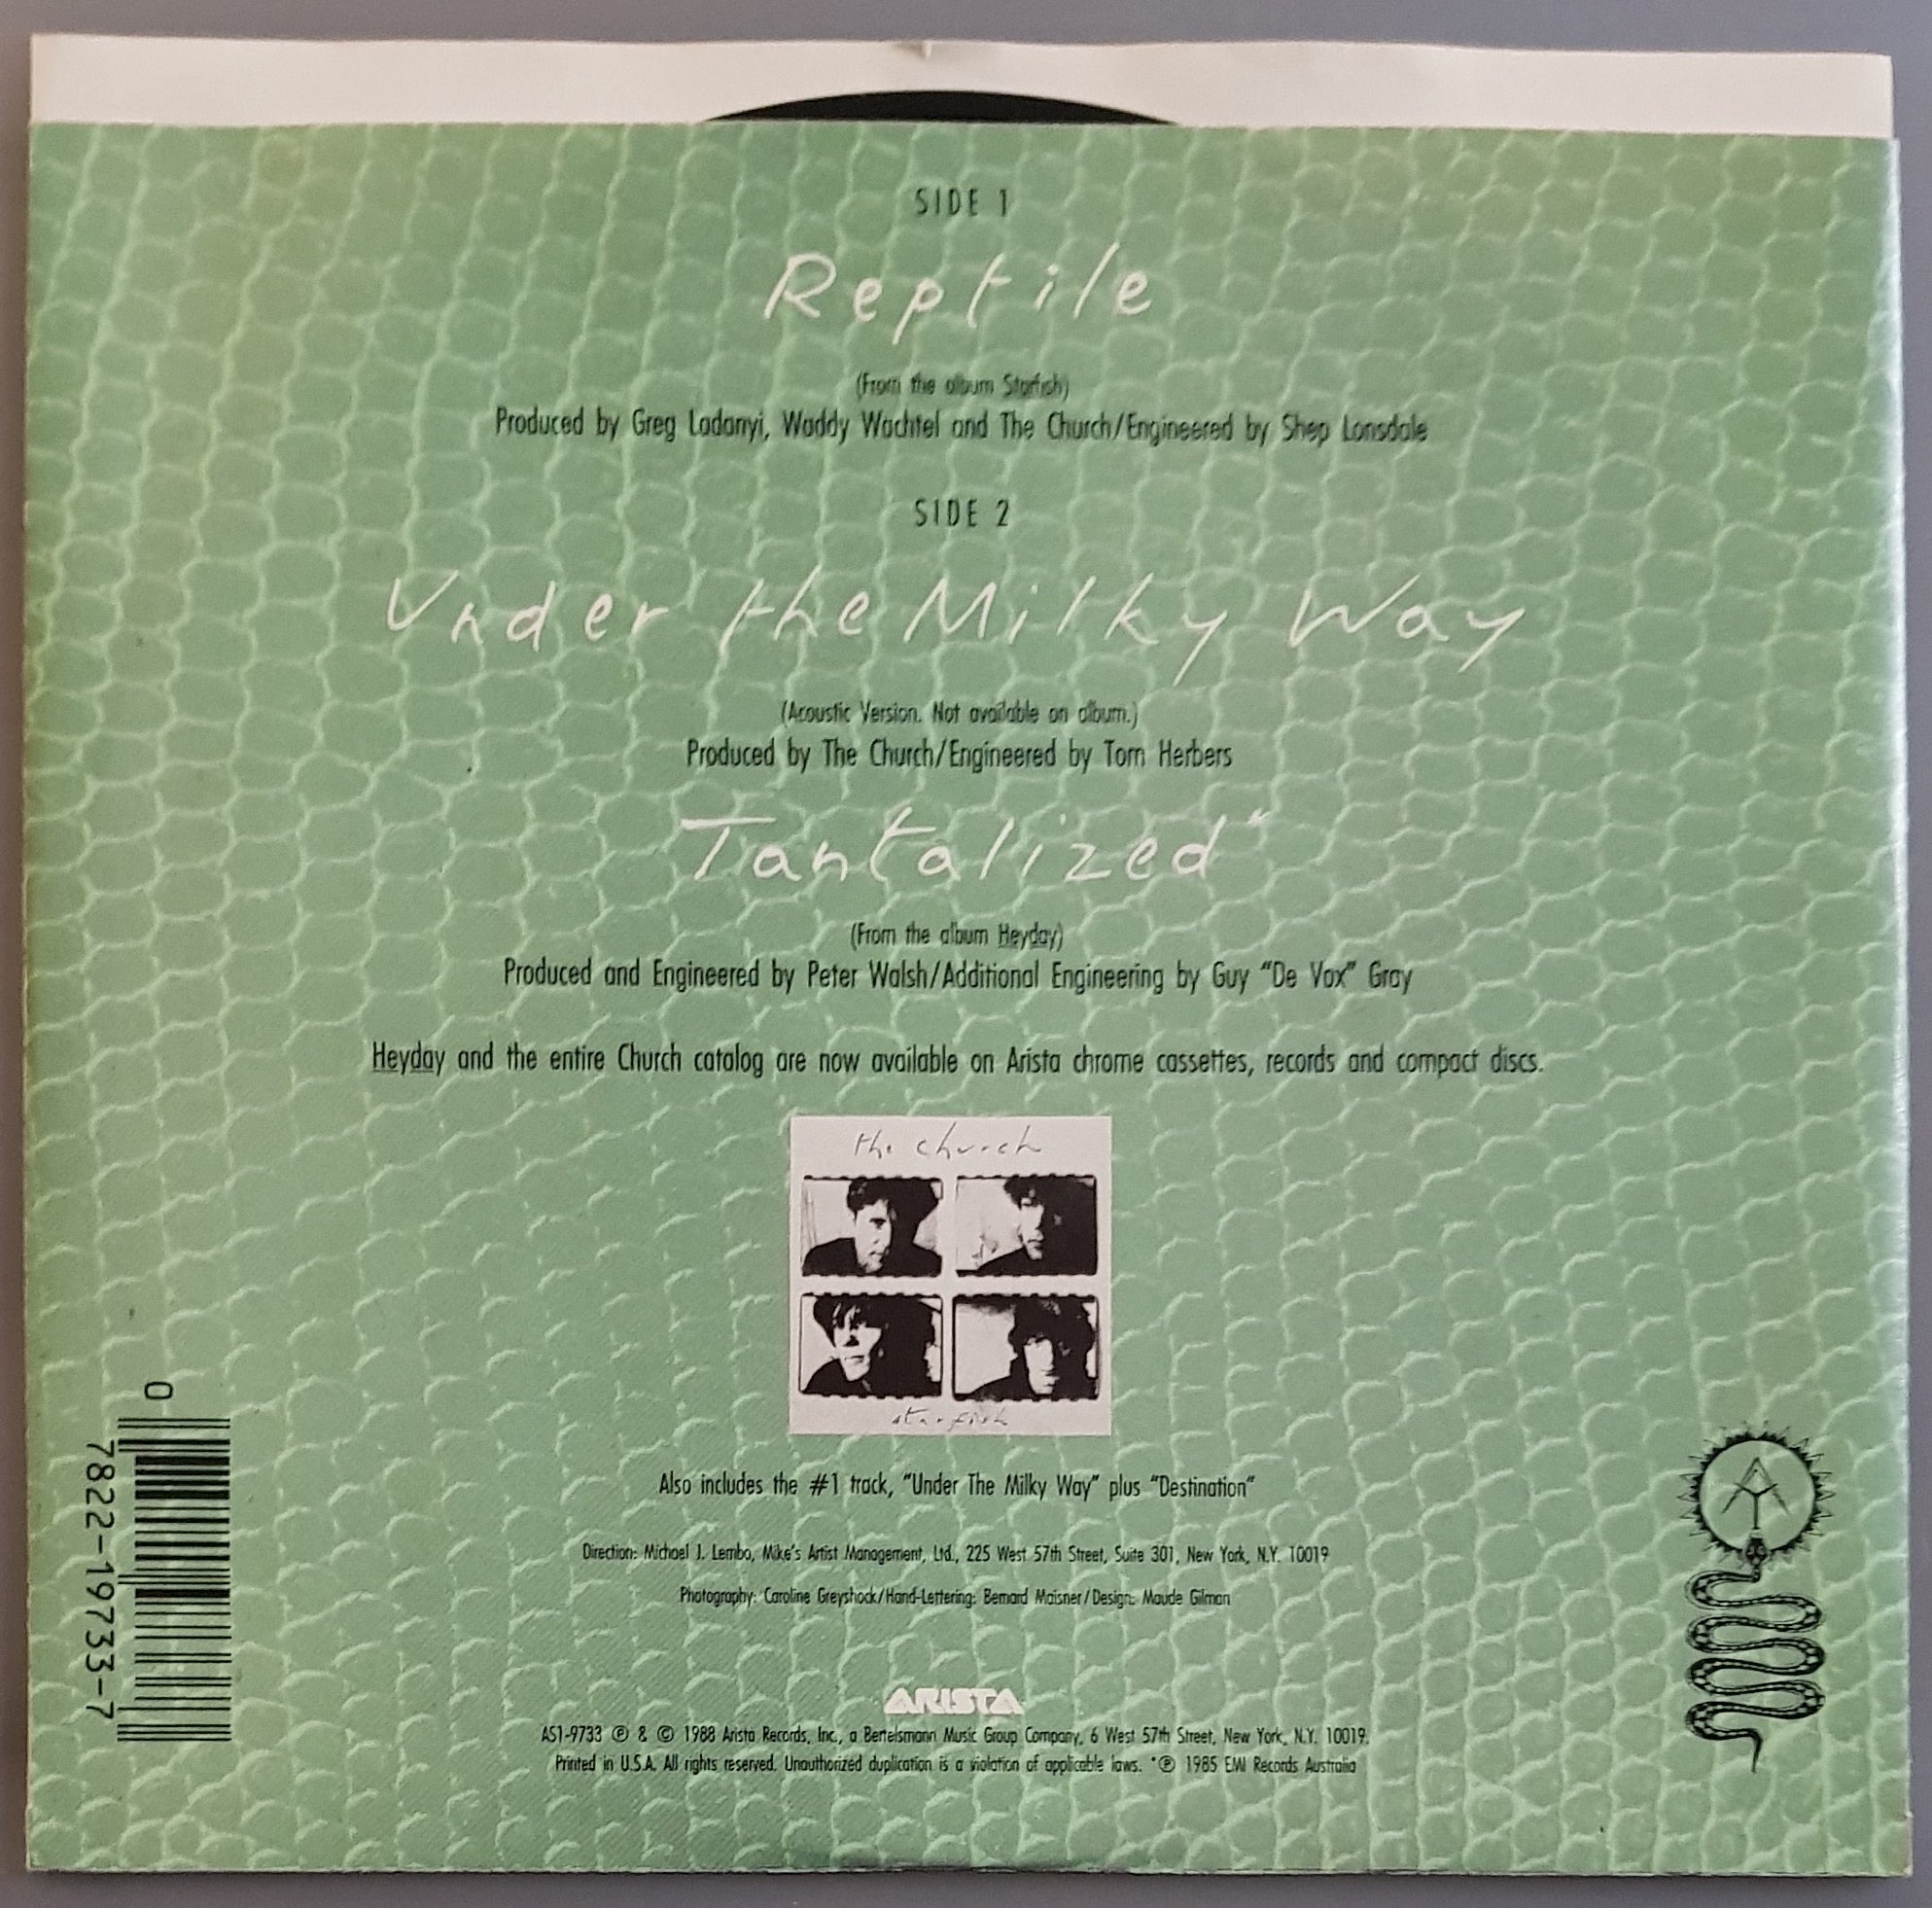 SIDE 1
Reptile
(From the album Starfish)
Produced by Greg Ladanyi, Waddy Wachtel and The Church/Engineered by Shep Lonsdale
SIDE 2
Under the Milky Way
(Acoustic Version. Not available on album.)
Produced by The Church/Engineered by Tom Herbers
Tantalized*
(From the album Heyday)
Produced and Engineered by Peter Walsh/Additional Engineering by Guy "De Vox" Gray
Heyday and the entire Church catalog are now available on Arista chrome cassettes, records and compact discs.
the church
starfish
Also includes the #1 track, "Under The Milky Way" plus "Destination"
Direction: Michael J. Lembo, Mike's Artist Management, Ltd., 225 West 57th Street, Suite 301, New York, N.Y. 10019
Photography: Caroline Greyshock/Hand-Lettering: Bernard Maisner/Design: Maude Gilman
ARISTA
AS1-9733 ℗ & © 1988 Arista Records, Inc., a Bertelsmann Music Group Company, 6 West 57th Street, New York, N.Y. 10019.
Printed in U.S.A. All rights reserved. Unauthorized duplication is a violation of applicable laws. *℗ 1985 EMI Records Australia
0
7822-19733-7